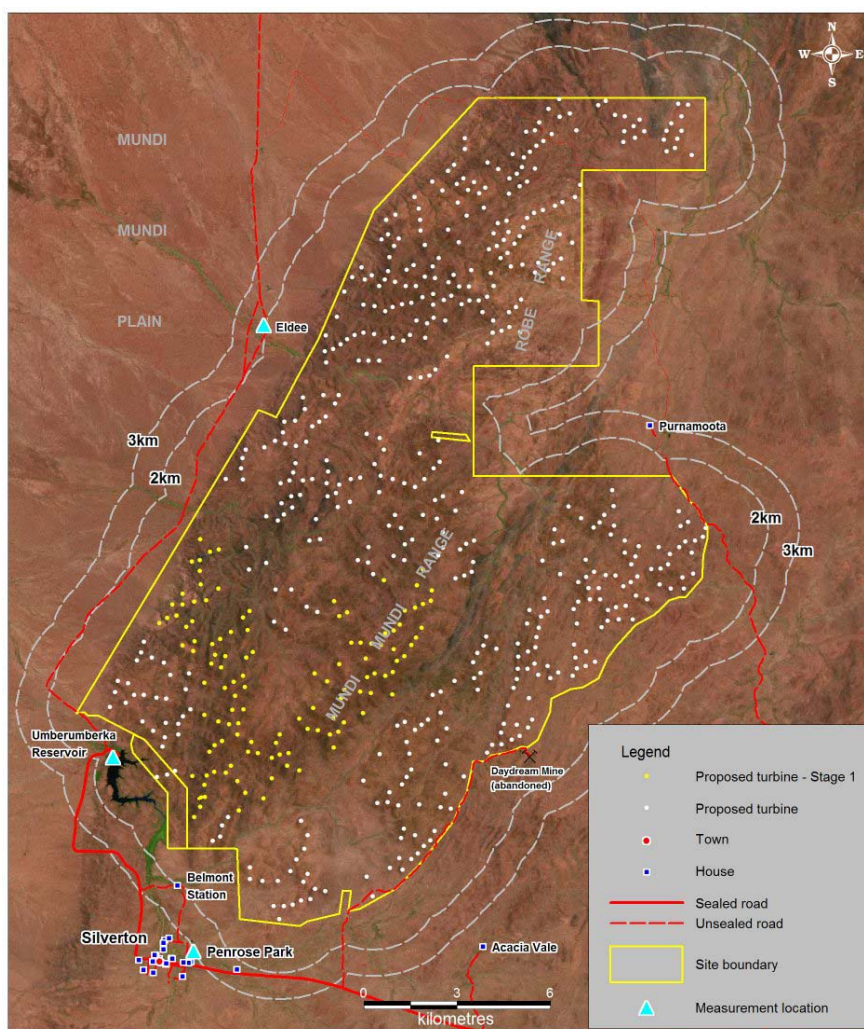 N
W E
S
MUNDI
MUNDI
PLAIN
RANGE
ROBE
Eldee
3km
2km
Purnamoota
2km
3km
RANGE
MUNDI
MUNDI
Umberumberka
Reservoir
Daydream Mine
(abandoned)
Belmont
Station
Silverton
Penrose Park
Acacia Vale
0 3 6
kilometres
Legend
Proposed turbine - Stage 1
Proposed turbine
Town
House
Sealed road
Unsealed road
Site boundary
Measurement location